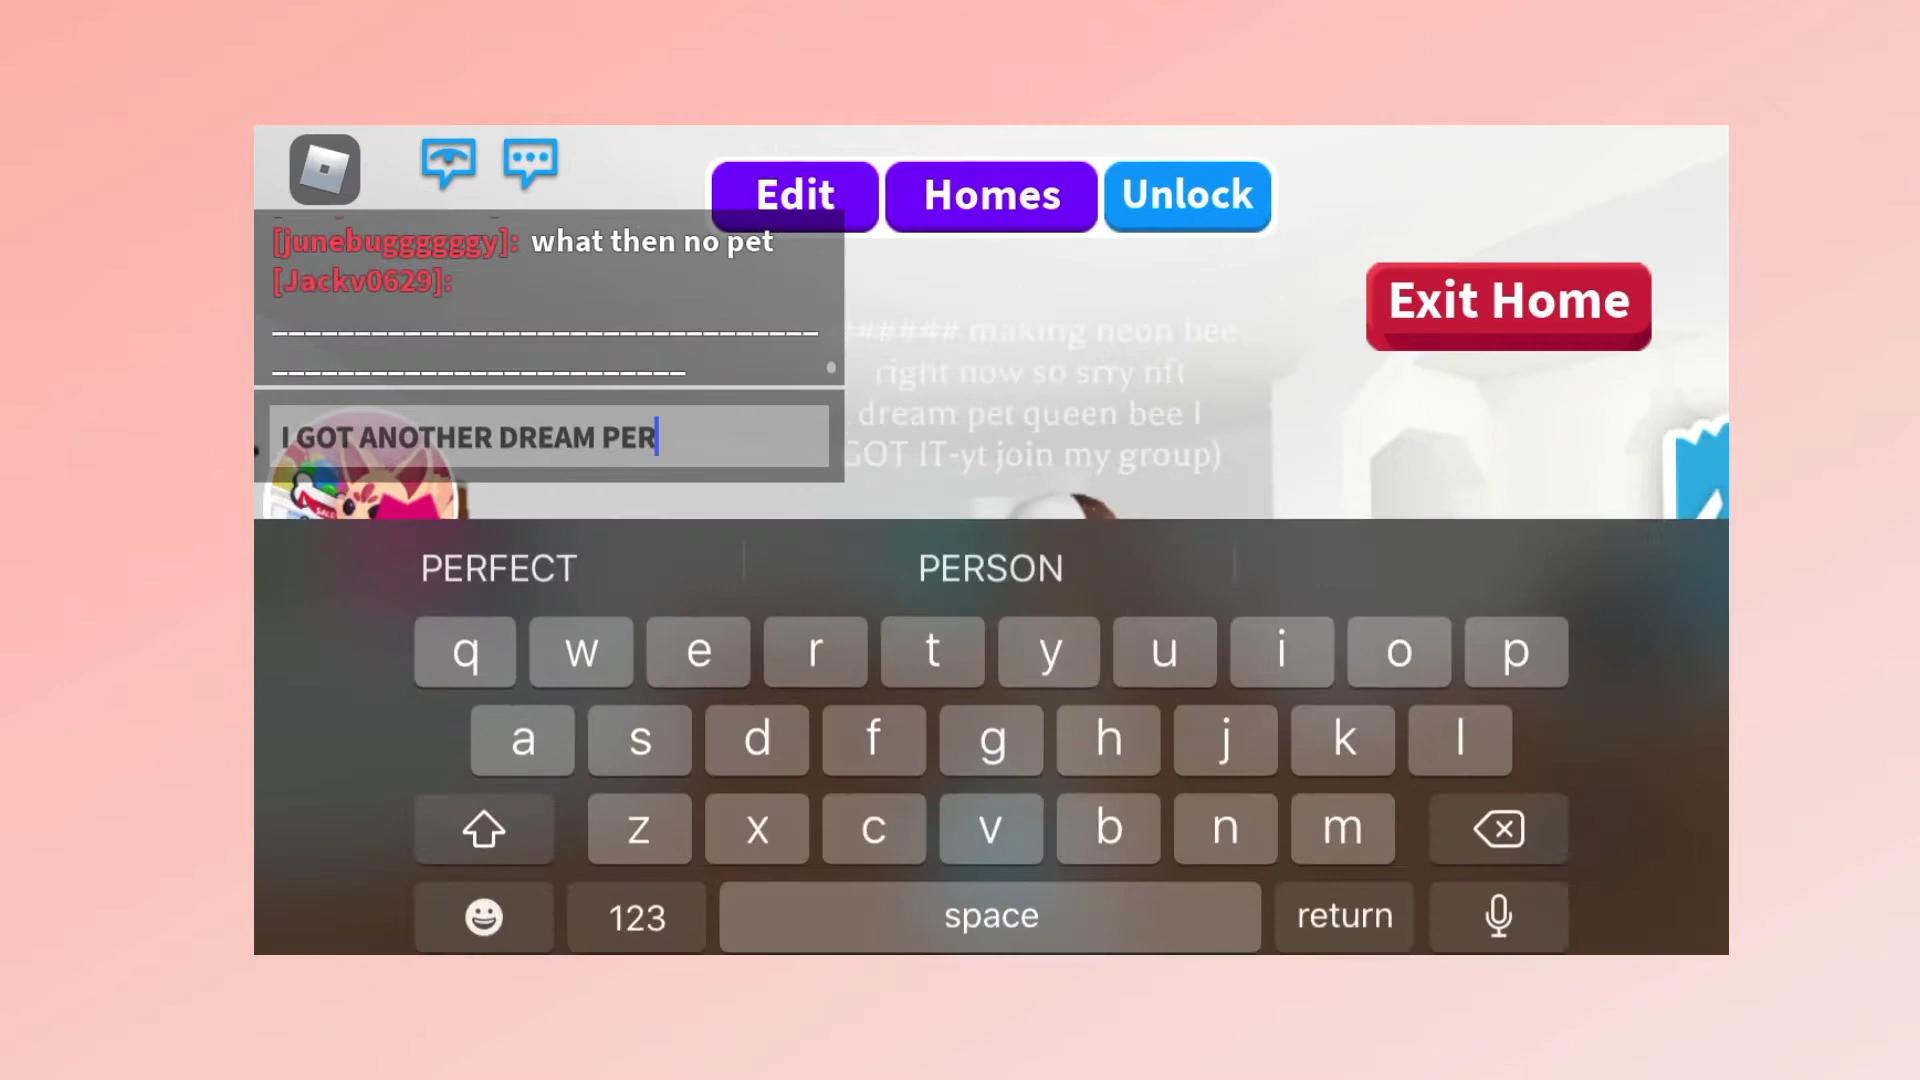 Edit Homes Unlock
[junebuggggggy]: what then no pet
[Jackv0629]:
Exit Home
###### making neon bee
right now so srry nft
dream pet queen bee I
GOT IT-yt join my group)
I GOT ANOTHER DREAM PER
SALE
PERFECT PERSON
q w e r t y u i o p
a s d f g h j k l
z x c v b n m
123 space return